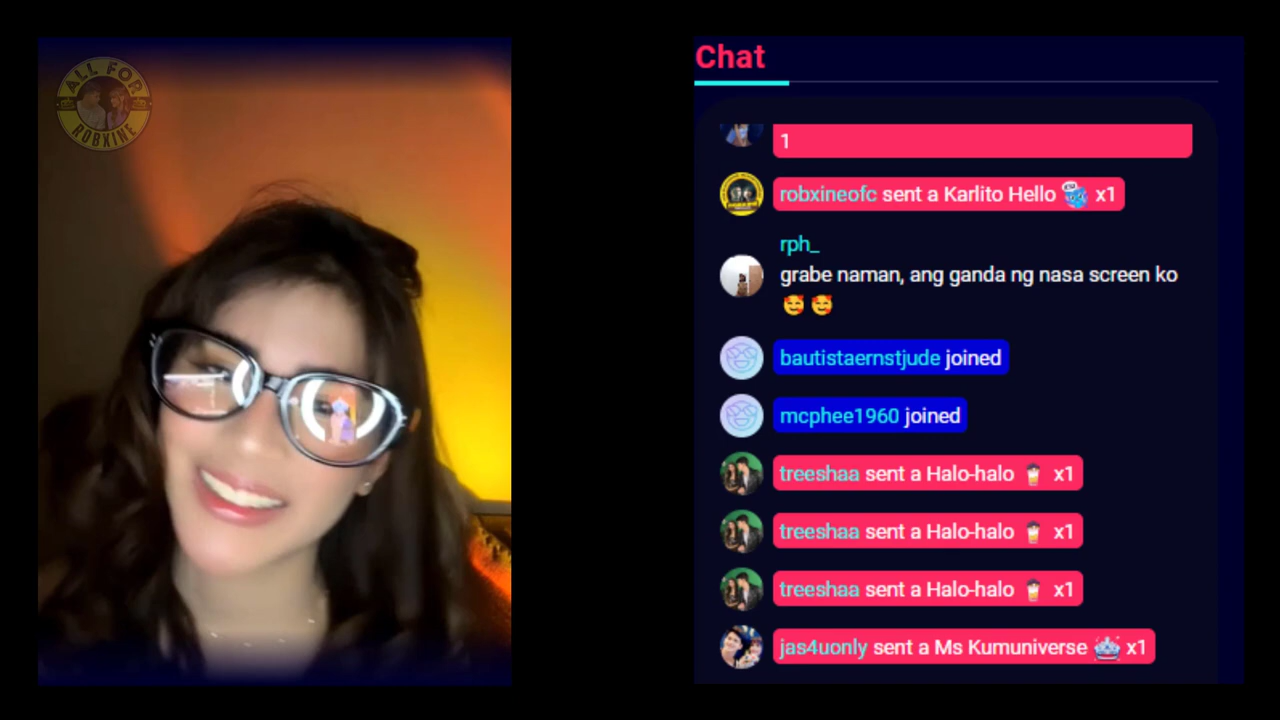 ALL FOR
ROBXINE
Chat
1
robxineofc sent a Karlito Hello x1
rph_
grabe naman, ang ganda ng nasa screen ko
🥰 🥰
bautistaernstjude joined
mcphee1960 joined
treeshaa sent a Halo-halo x1
treeshaa sent a Halo-halo x1
treeshaa sent a Halo-halo x1
jas4uonly sent a Ms Kumuniverse x1